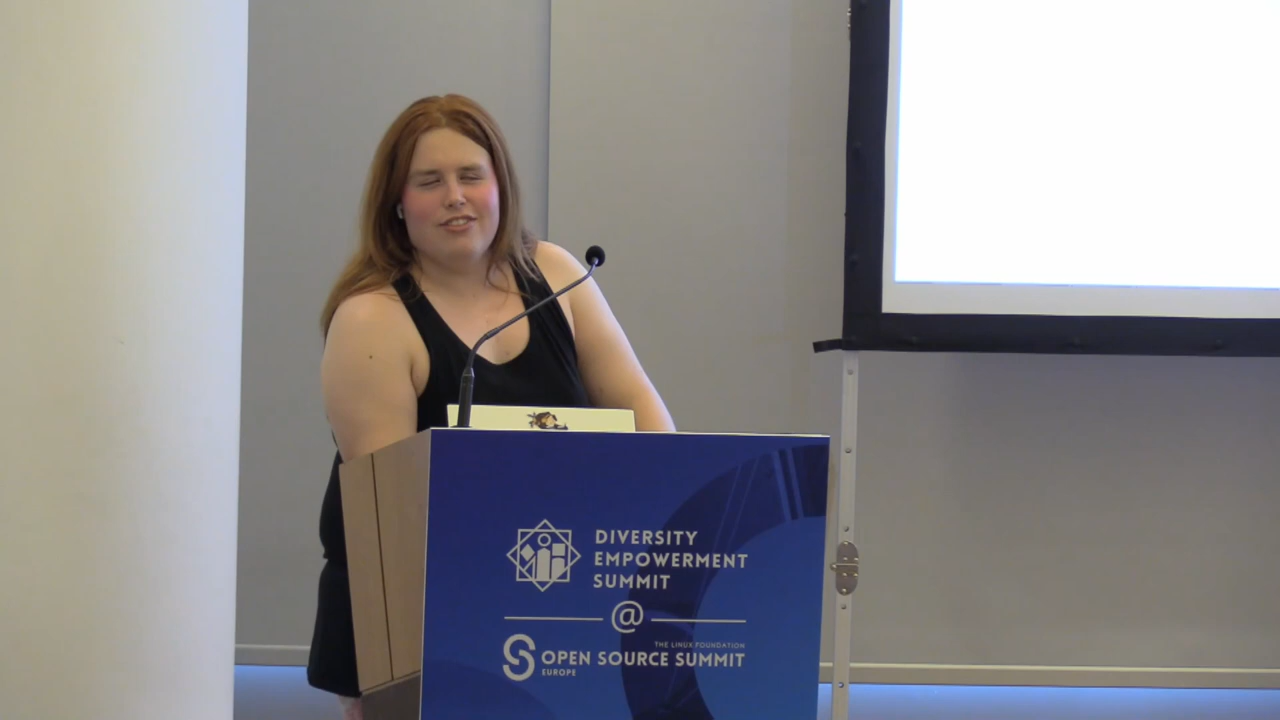 DIVERSITY
EMPOWERMENT
SUMMIT
@
THE LINUX FOUNDATION
OPEN SOURCE SUMMIT
EUROPE